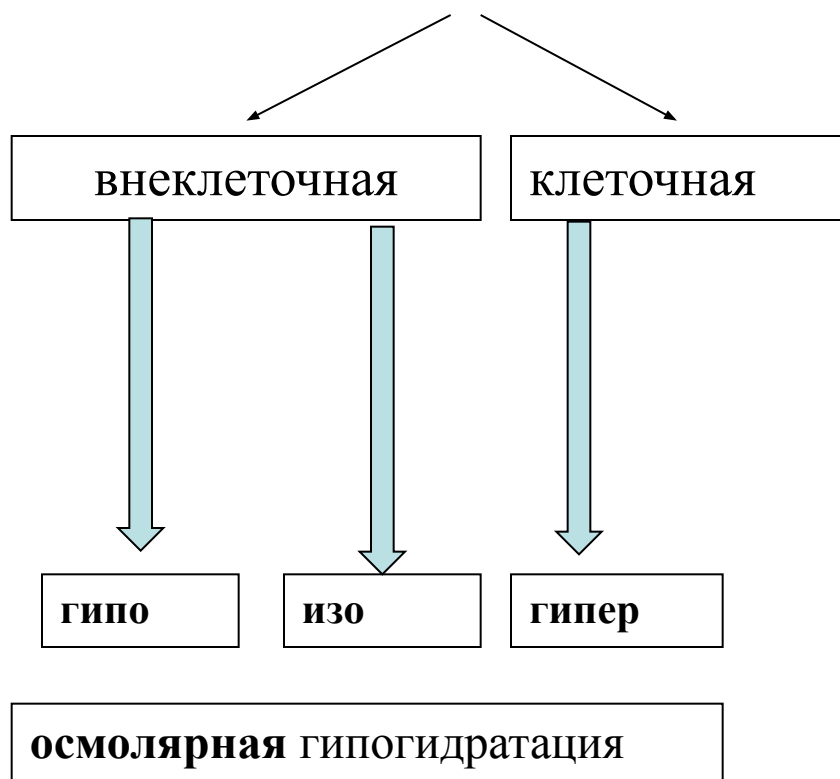 внеклеточная
клеточная
гипо
изо
гипер
осмолярная гипогидратация